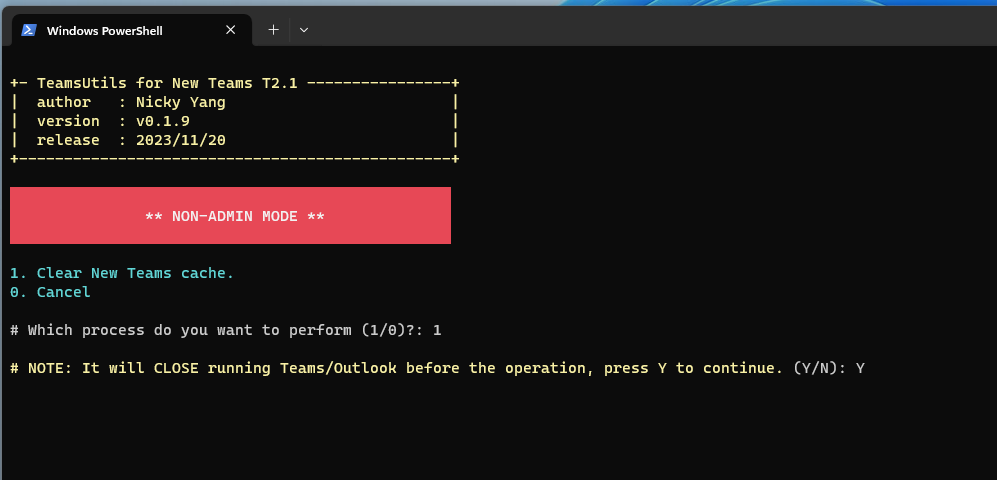 Windows PowerShell
+- TeamsUtils for New Teams T2.1 ----------------+
|  author   : Nicky Yang                         |
|  version  : v0.1.9                             |
|  release  : 2023/11/20                         |
+------------------------------------------------+
** NON-ADMIN MODE **
1. Clear New Teams cache.
0. Cancel
# Which process do you want to perform (1/0)?: 1
# NOTE: It will CLOSE running Teams/Outlook before the operation, press Y to continue. (Y/N): Y